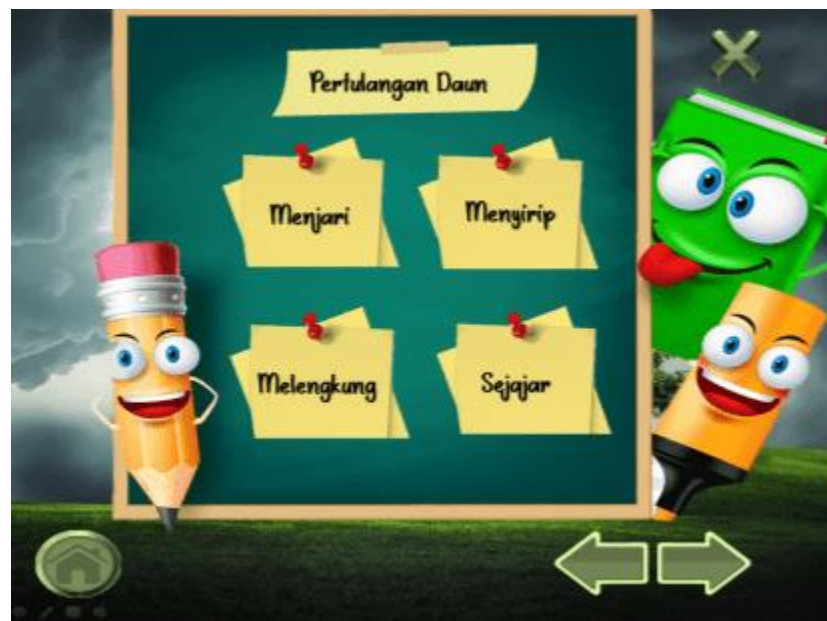 Pertulangan Daun
Menjari
Menyirip
Melengkung
Sejajar